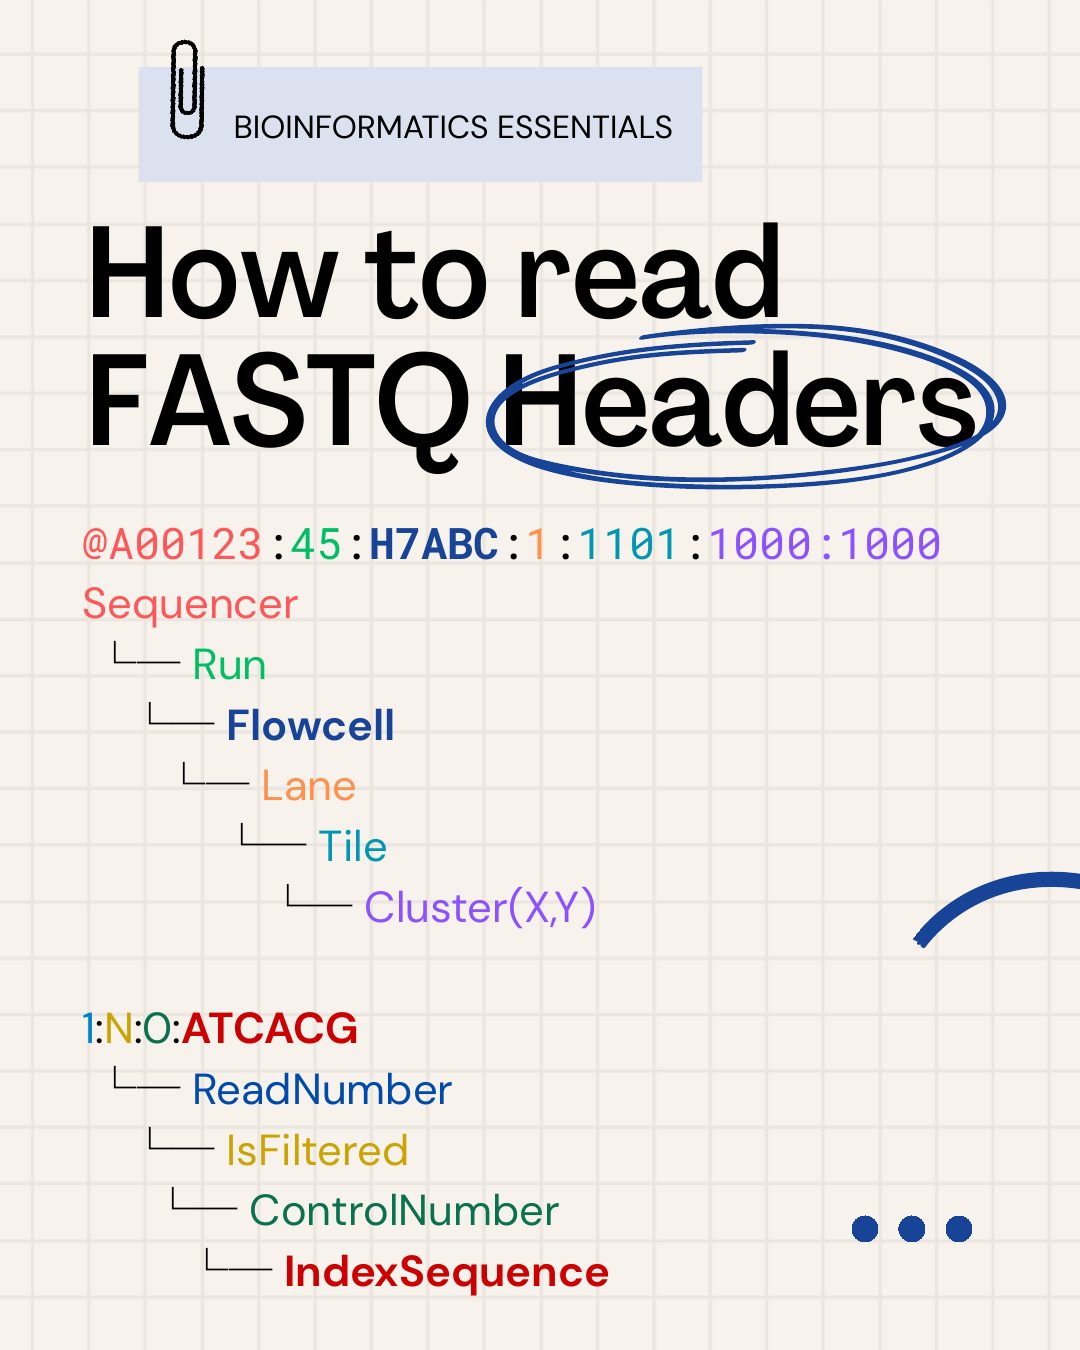 BIOINFORMATICS ESSENTIALS
How to read
FASTQ Headers
@A00123:45:H7ABC:1:1101:1000:1000
Sequencer
Run
Flowcell
Lane
Tile
Cluster(X,Y)
1:N:0:ATCACG
ReadNumber
IsFiltered
ControlNumber
IndexSequence